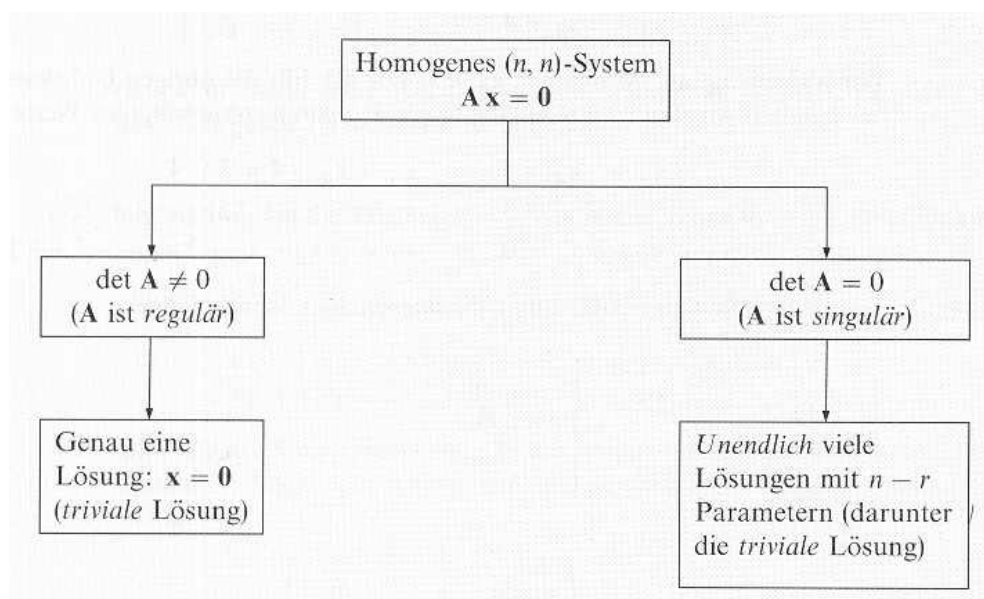 Homogenes (n, n)-System
A x = 0
det A ≠ 0
(A ist regulär)
det A = 0
(A ist singulär)
Genau eine
Lösung: x = 0
(triviale Lösung)
Unendlich viele
Lösungen mit n − r
Parametern (darunter
die triviale Lösung)